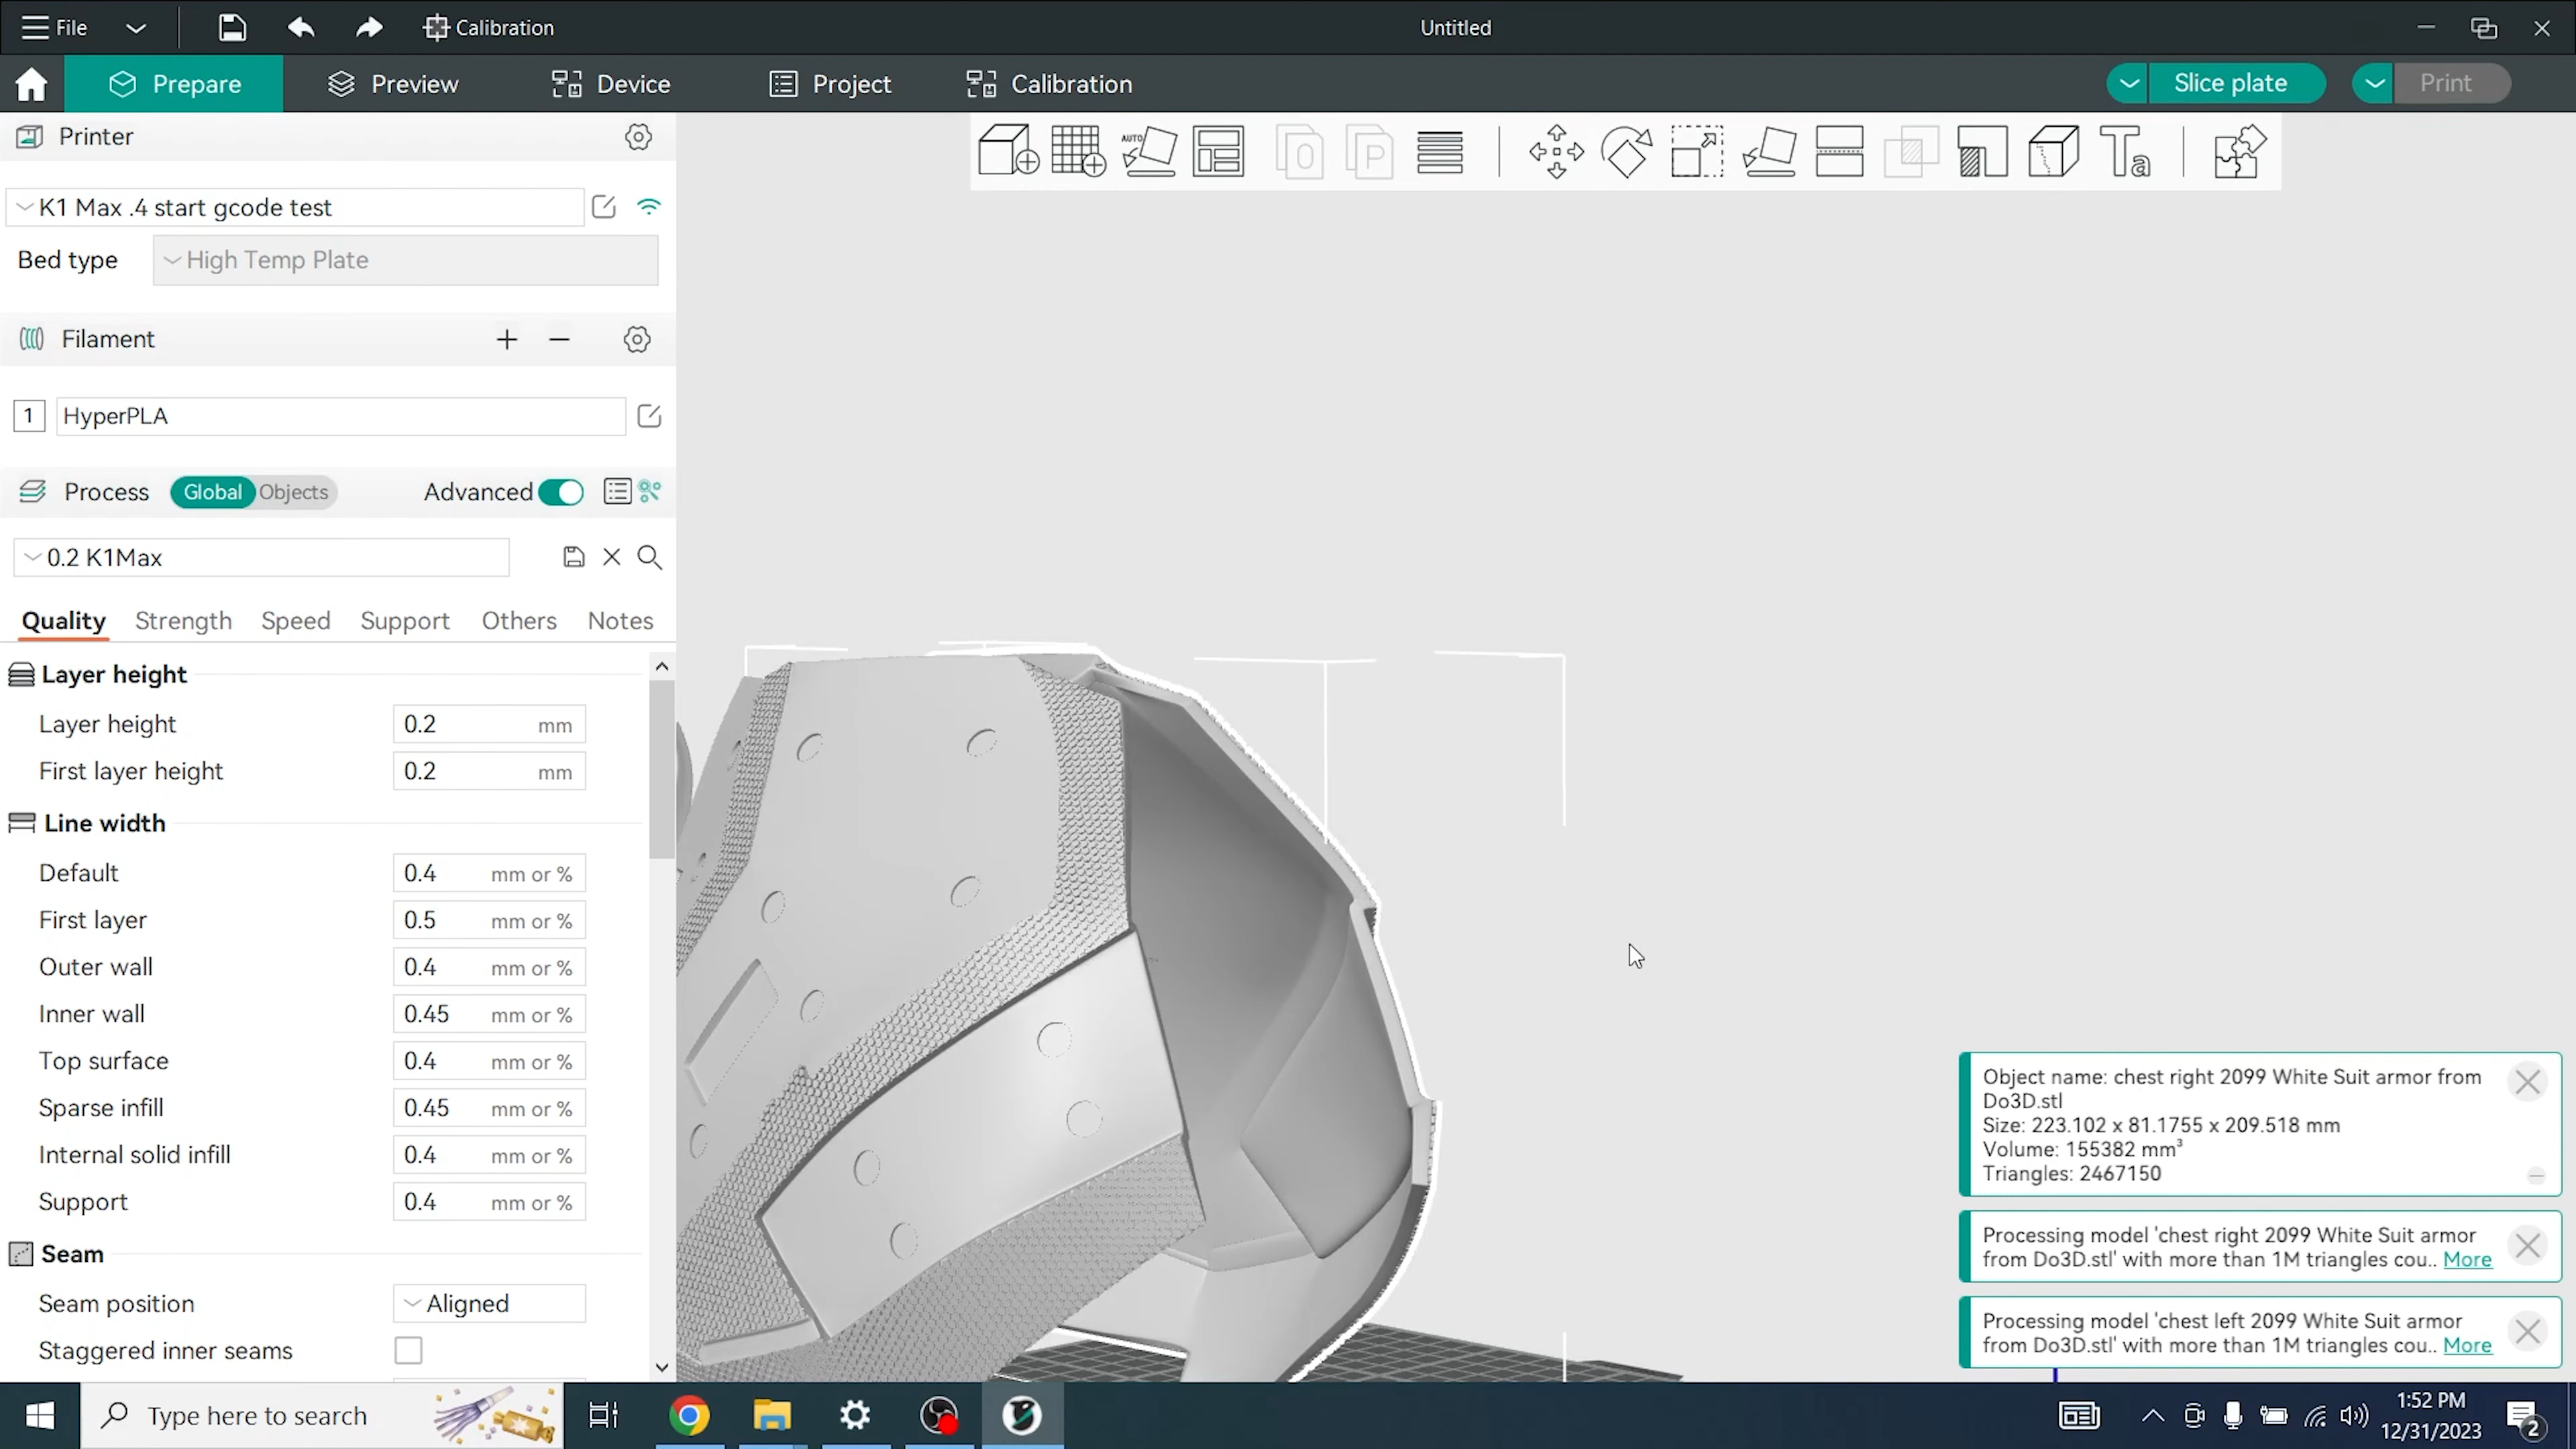 File
Calibration
Untitled
Prepare
Preview
Device
Project
Calibration
Slice plate
Print
Printer
AUTO
O
P
Ta
K1 Max .4 start gcode test
Bed type
High Temp Plate
Filament
1
HyperPLA
Process Global Objects Advanced
0.2 K1Max
Quality Strength Speed Support Others Notes
Layer height
Layer height 0.2 mm
First layer height 0.2 mm
Line width
Default 0.4 mm or %
First layer 0.5 mm or %
Outer wall 0.4 mm or %
Inner wall 0.45 mm or %
Top surface 0.4 mm or %
Sparse infill 0.45 mm or %
Internal solid infill 0.4 mm or %
Support 0.4 mm or %
Seam
Seam position Aligned
Staggered inner seams
Object name: chest right 2099 White Suit armor from
Do3D.stl
Size: 223.102 x 81.1755 x 209.518 mm
Volume: 155382 mm³
Triangles: 2467150
Processing model 'chest right 2099 White Suit armor
from Do3D.stl' with more than 1M triangles cou.. More
Processing model 'chest left 2099 White Suit armor
from Do3D.stl' with more than 1M triangles cou.. More
Type here to search
1:52 PM
12/31/2023
2